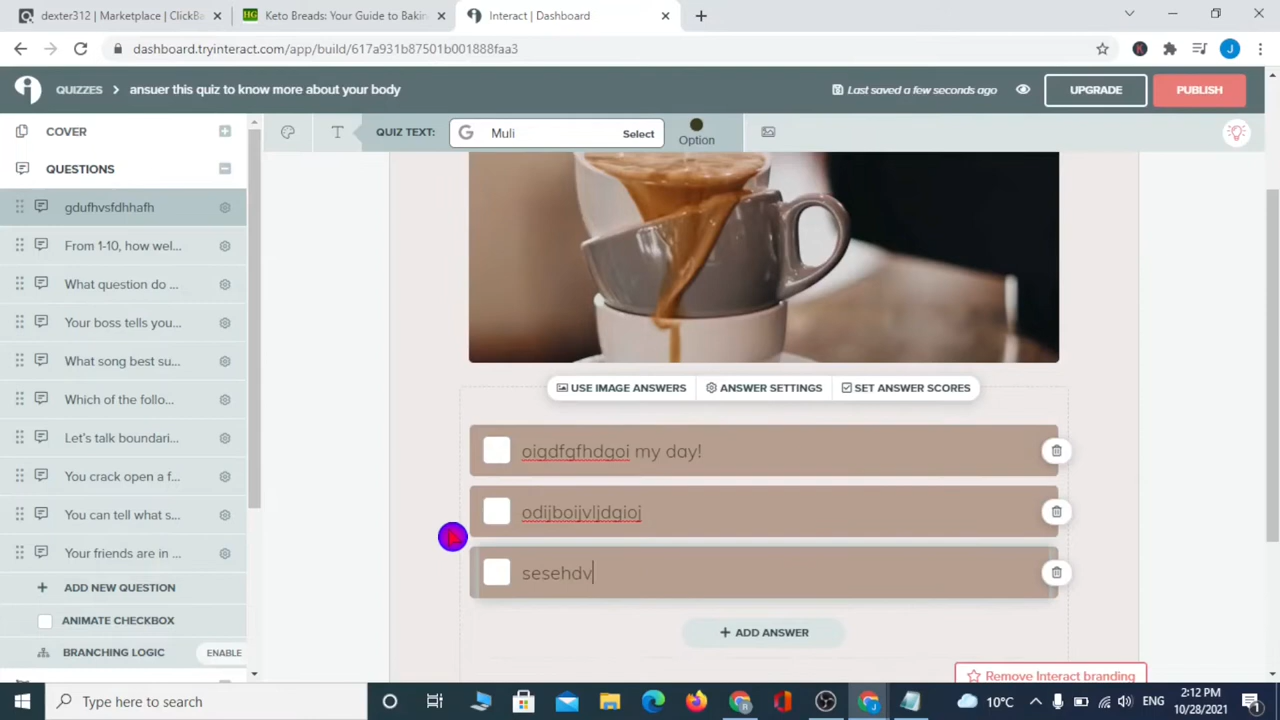 dexter312 | Marketplace | ClickBa
Keto Breads: Your Guide to Bakin
Interact | Dashboard
dashboard.tryinteract.com/app/build/617a931b87501b001888faa3
QUIZZES > ansuer this quiz to know more about your body
Last saved a few seconds ago
UPGRADE
PUBLISH
COVER
QUIZ TEXT:
Muli
Select
Option
QUESTIONS
gdufhvsfdhhafh
From 1-10, how wel...
What question do ...
Your boss tells you...
What song best su...
Which of the follo...
Let's talk boundari...
You crack open a f...
You can tell what s...
Your friends are in ...
ADD NEW QUESTION
ANIMATE CHECKBOX
BRANCHING LOGIC
ENABLE
USE IMAGE ANSWERS
ANSWER SETTINGS
SET ANSWER SCORES
oigdfgfhdgoi my day!
odijboijvljdgioj
sesehdv
+ ADD ANSWER
Remove Interact branding
Type here to search
10°C
ENG
2:12 PM
10/28/2021